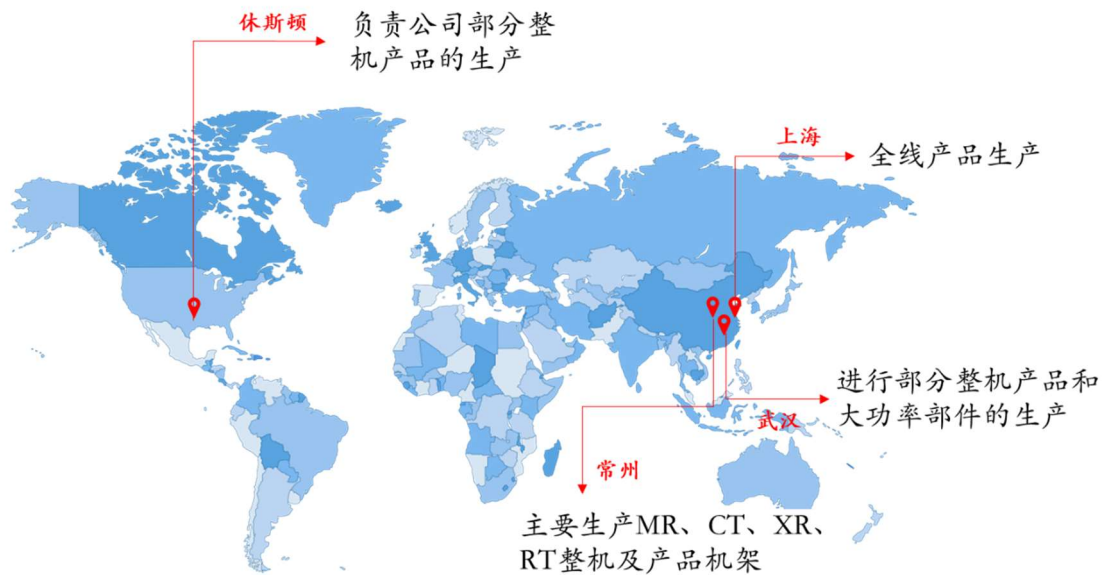 休斯顿
负责公司部分整
机产品的生产
上海
全线产品生产
进行部分整机产品和
大功率部件的生产
武汉
常州
主要生产MR、CT、XR、
RT整机及产品机架